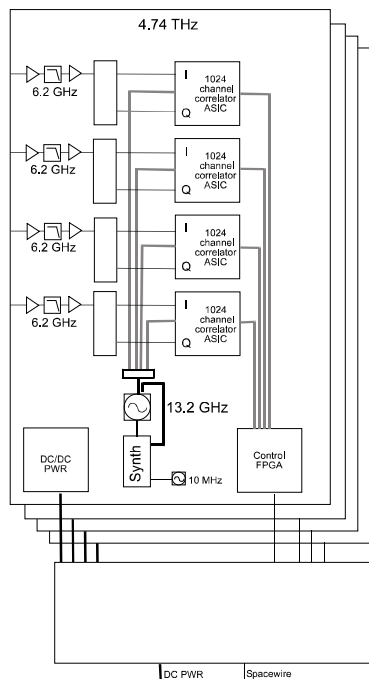 4.74 THz
6.2 GHz
I
Q
1024
channel
correlator
ASIC
6.2 GHz
I
Q
1024
channel
correlator
ASIC
6.2 GHz
I
Q
1024
channel
correlator
ASIC
6.2 GHz
I
Q
1024
channel
correlator
ASIC
13.2 GHz
DC/DC
PWR
Synth
10 MHz
Control
FPGA
DC PWR
Spacewire